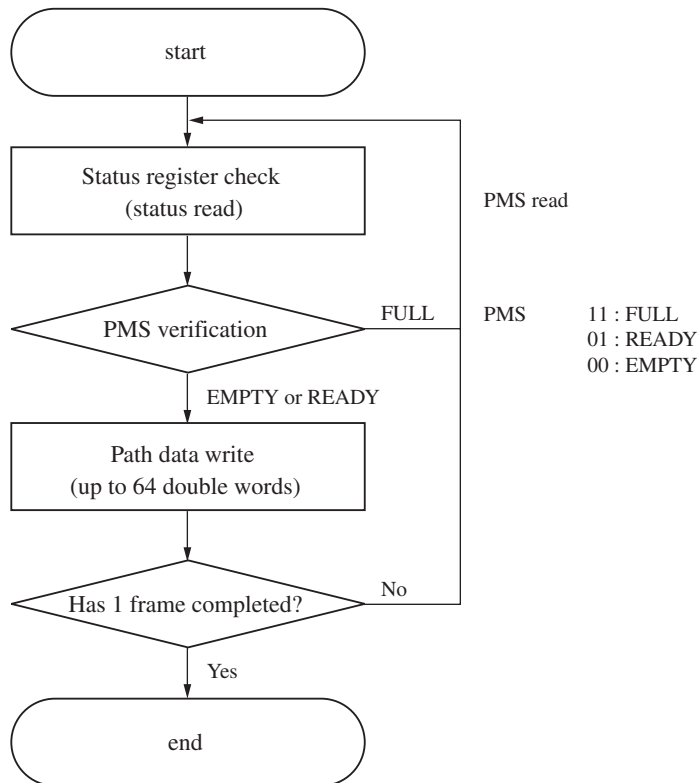 start
Status register check
(status read)
PMS read
PMS verification
FULL
PMS 11 : FULL
01 : READY
00 : EMPTY
EMPTY or READY
Path data write
(up to 64 double words)
Has 1 frame completed?
No
Yes
end